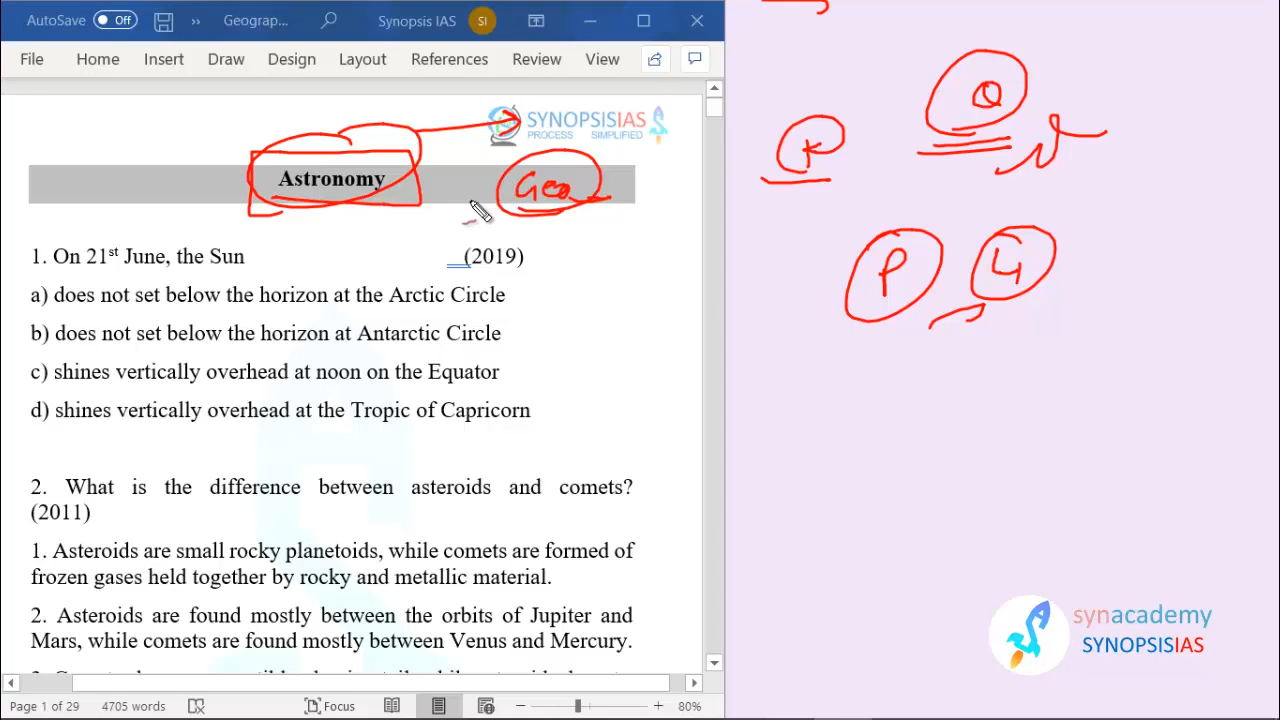 AutoSave Off Geograp... Synopsis IAS SI
File Home Insert Draw Design Layout References Review View
SYNOPSISIAS
PROCESS SIMPLIFIED
Astronomy Geo
1. On 21st June, the Sun (2019)
a) does not set below the horizon at the Arctic Circle
b) does not set below the horizon at Antarctic Circle
c) shines vertically overhead at noon on the Equator
d) shines vertically overhead at the Tropic of Capricorn
2. What is the difference between asteroids and comets?
(2011)
1. Asteroids are small rocky planetoids, while comets are formed of
frozen gases held together by rocky and metallic material.
2. Asteroids are found mostly between the orbits of Jupiter and
Mars, while comets are found mostly between Venus and Mercury.
Page 1 of 29 4705 words Focus 80%
K Q
P 4
synacademy
SYNOPSISIAS